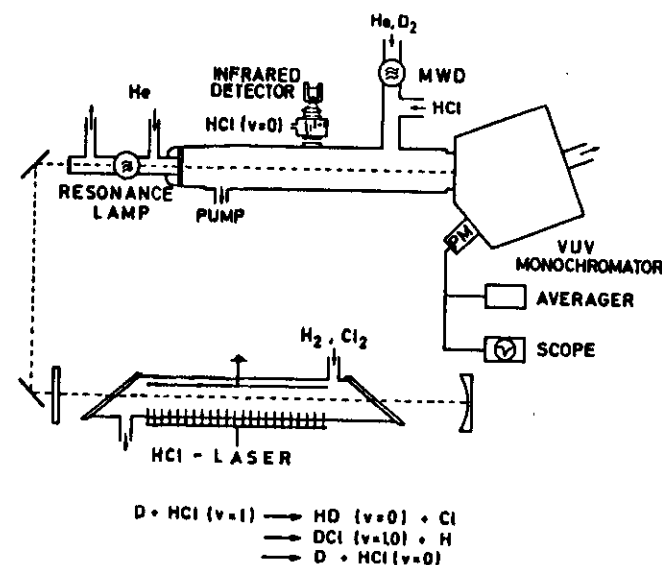 He, D₂
MWD
HCl
INFRARED
DETECTOR
HCl (v=0)
He
RESONANCE
LAMP
PUMP
PM
VUV
MONOCHROMATOR
AVERAGER
SCOPE
H₂, Cl₂
HCl - LASER
D + HCl (v=1) → HD (v=0) + Cl
→ DCl (v=1,0) + H
→ D + HCl (v=0)